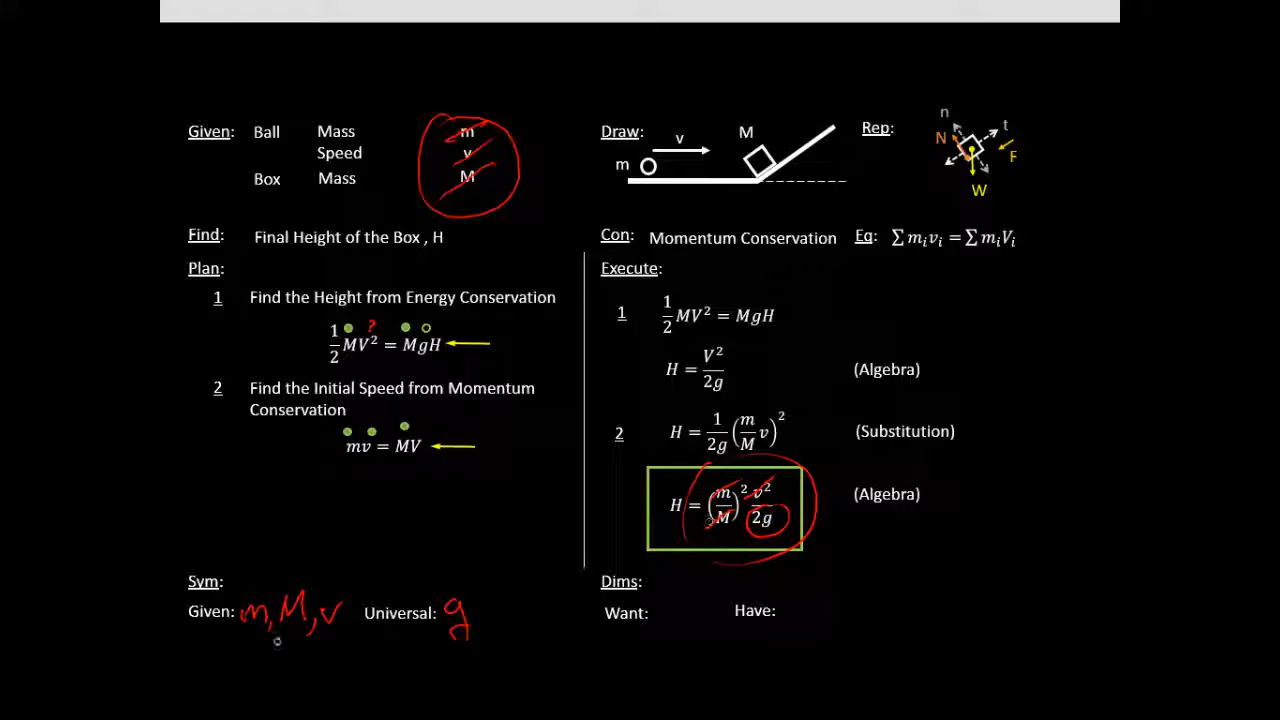 Given: Ball Mass m
Speed v
Box Mass M
Draw: m v M
Rep: n t N F W
Find: Final Height of the Box , H
Con: Momentum Conservation Eq: ∑ mᵢvᵢ = ∑ mᵢVᵢ
Plan:
1 Find the Height from Energy Conservation
?
1/2 MV² = MgH
2 Find the Initial Speed from Momentum
Conservation
mv = MV
Execute:
1 1/2 MV² = MgH
H = V²/2g (Algebra)
2 H = 1/2g (m/M v)² (Substitution)
H = (m/M)² v²/2g (Algebra)
Sym:
Given: m, M, v Universal: g
Dims:
Want: Have: